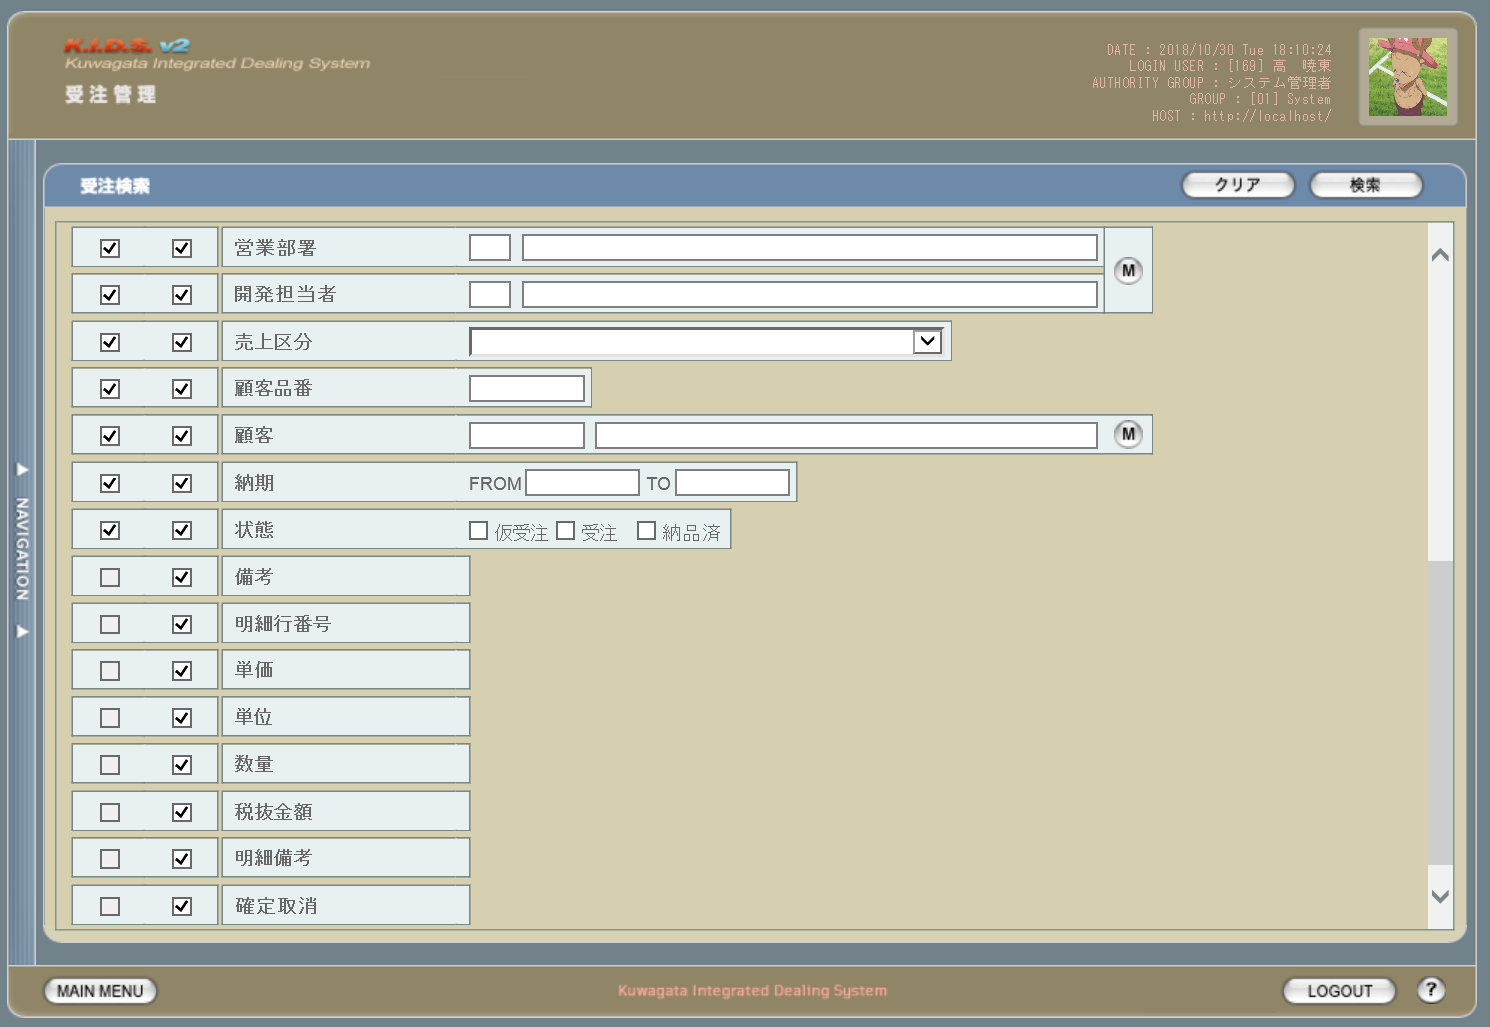 K.I.D.S. v2
Kuwagata Integrated Dealing System
受注管理
DATE : 2018/10/30 Tue 18:10:24
LOGIN USER : [169] 高　暁東
AUTHORITY GROUP : システム管理者
GROUP : [01] System
HOST : http://localhost/
受注検索
クリア
検索
営業部署
M
開発担当者
売上区分
顧客品番
顧客
M
納期 FROM TO
状態 仮受注 受注 納品済
備考
明細行番号
単価
単位
数量
税抜金額
明細備考
確定取消
NAVIGATION
MAIN MENU
Kuwagata Integrated Dealing System
LOGOUT
?